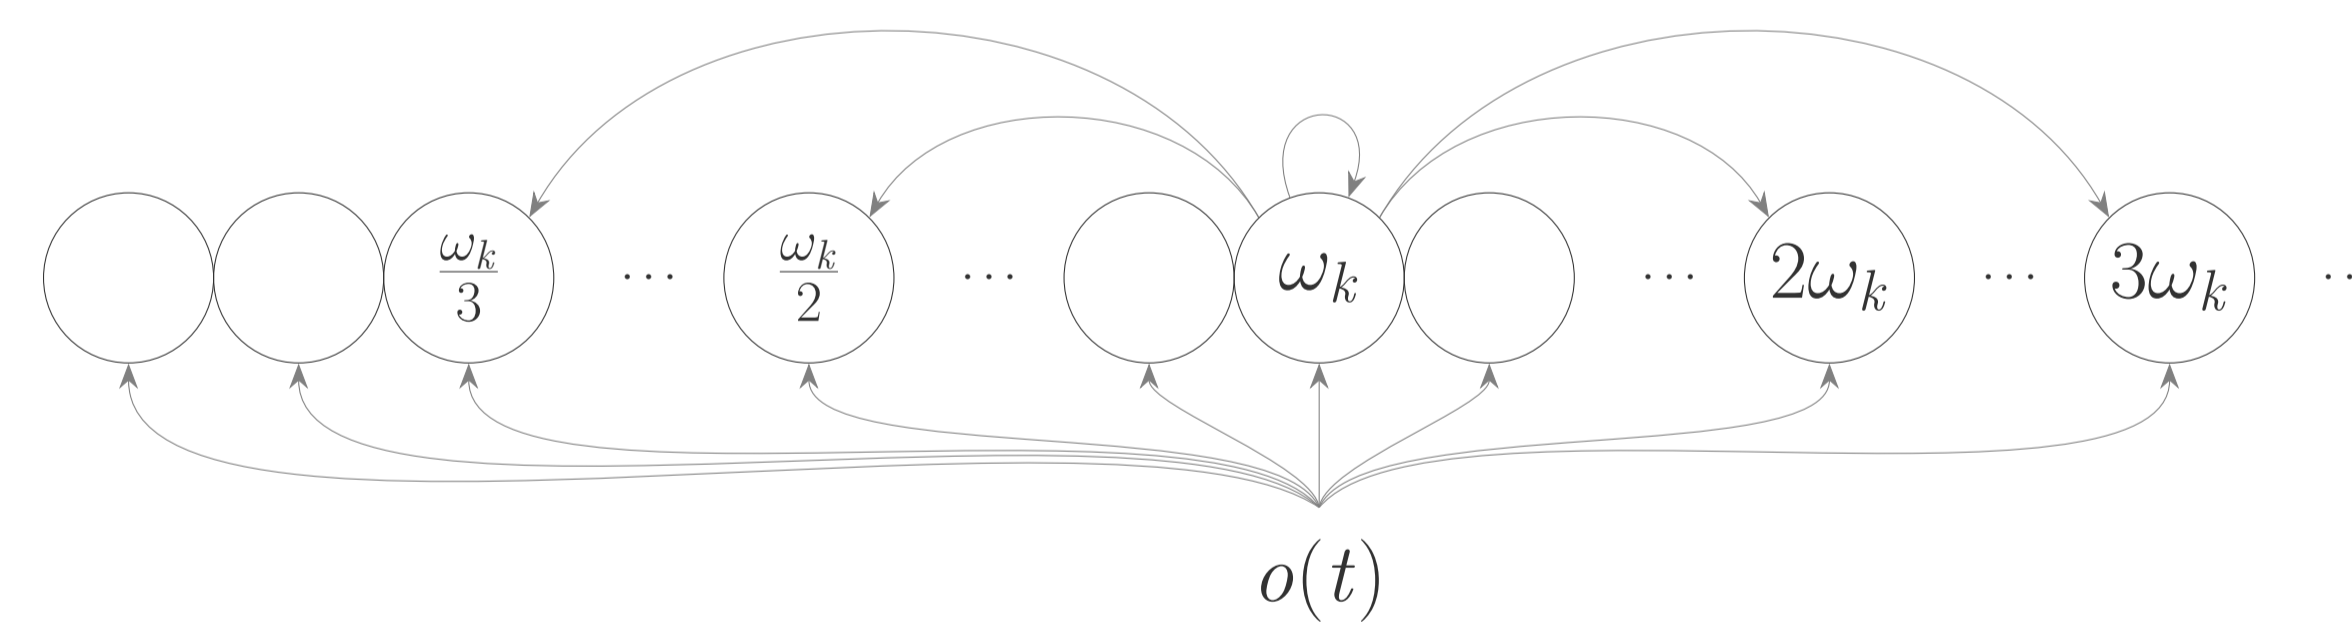 ω_k/3 ⋯ ω_k/2 ⋯ ω_k ⋯ 2ω_k ⋯ 3ω_k ⋯
o(t)